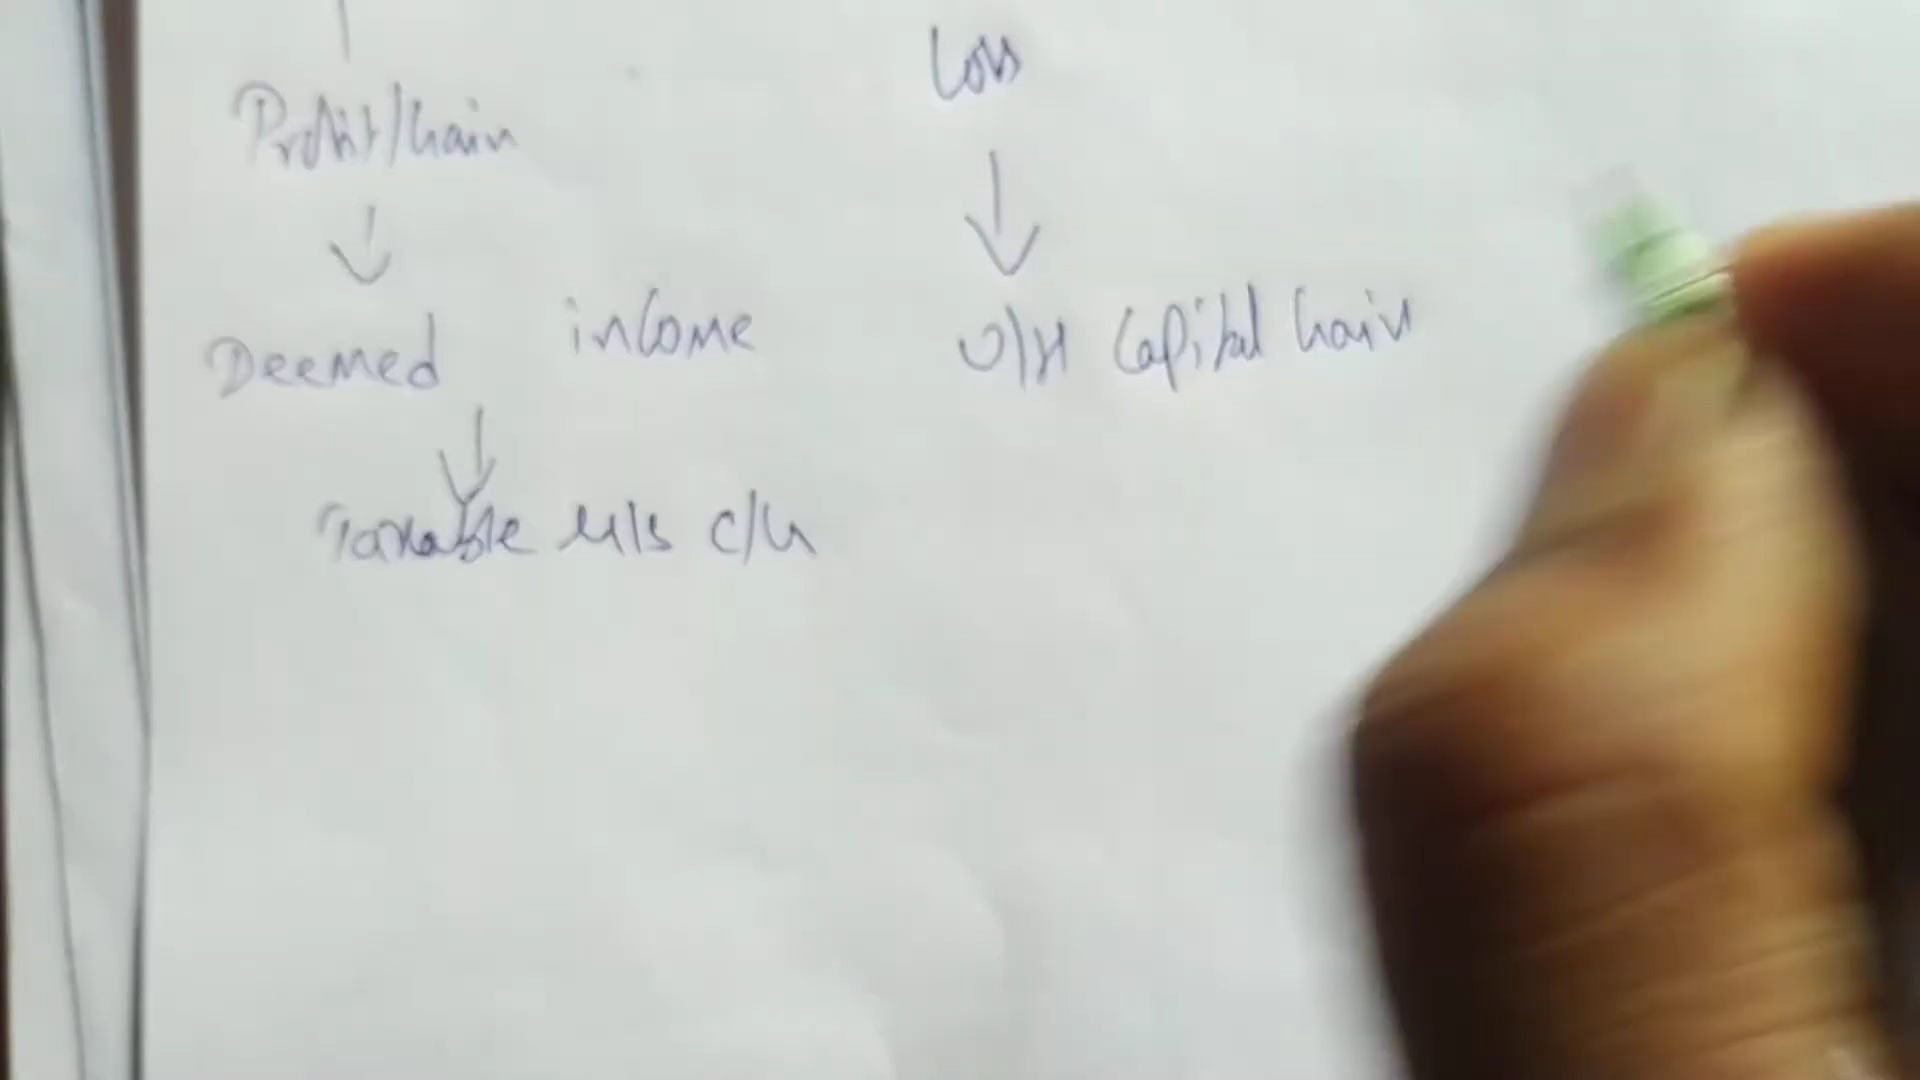 Loss
Profit/Gain
Deemed income
U/H Capital Gain
Taxable U/S C/G